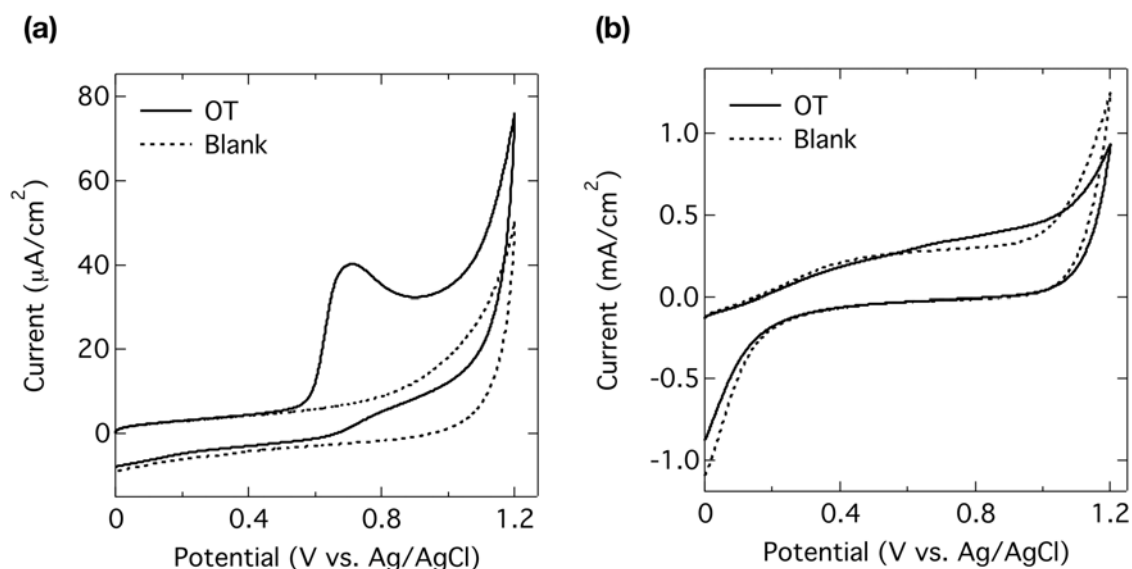 (a)
Current (μA/cm²)
80
60
40
20
0
OT
Blank
0
0.4
0.8
1.2
Potential (V vs. Ag/AgCl)
(b)
Current (mA/cm²)
1.0
0.5
0.0
-0.5
-1.0
OT
Blank
0
0.4
0.8
1.2
Potential (V vs. Ag/AgCl)